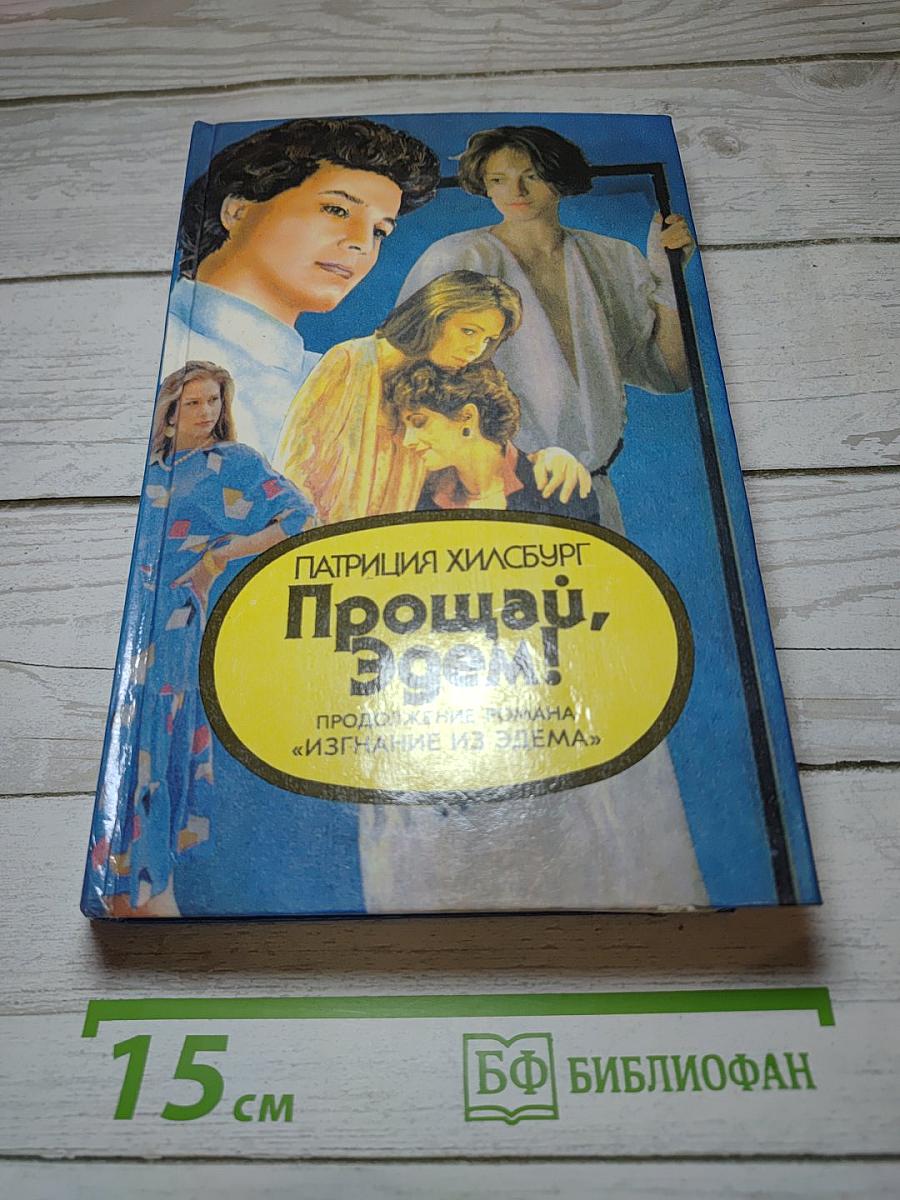 ПАТРИЦИЯ ХИЛСБУРГ
Прощай,
Эдем!
ПРОДОЛЖЕНИЕ РОМАНА
«ИЗГНАНИЕ ИЗ ЭДЕМА»
15 см
БФ БИБЛИОФАН